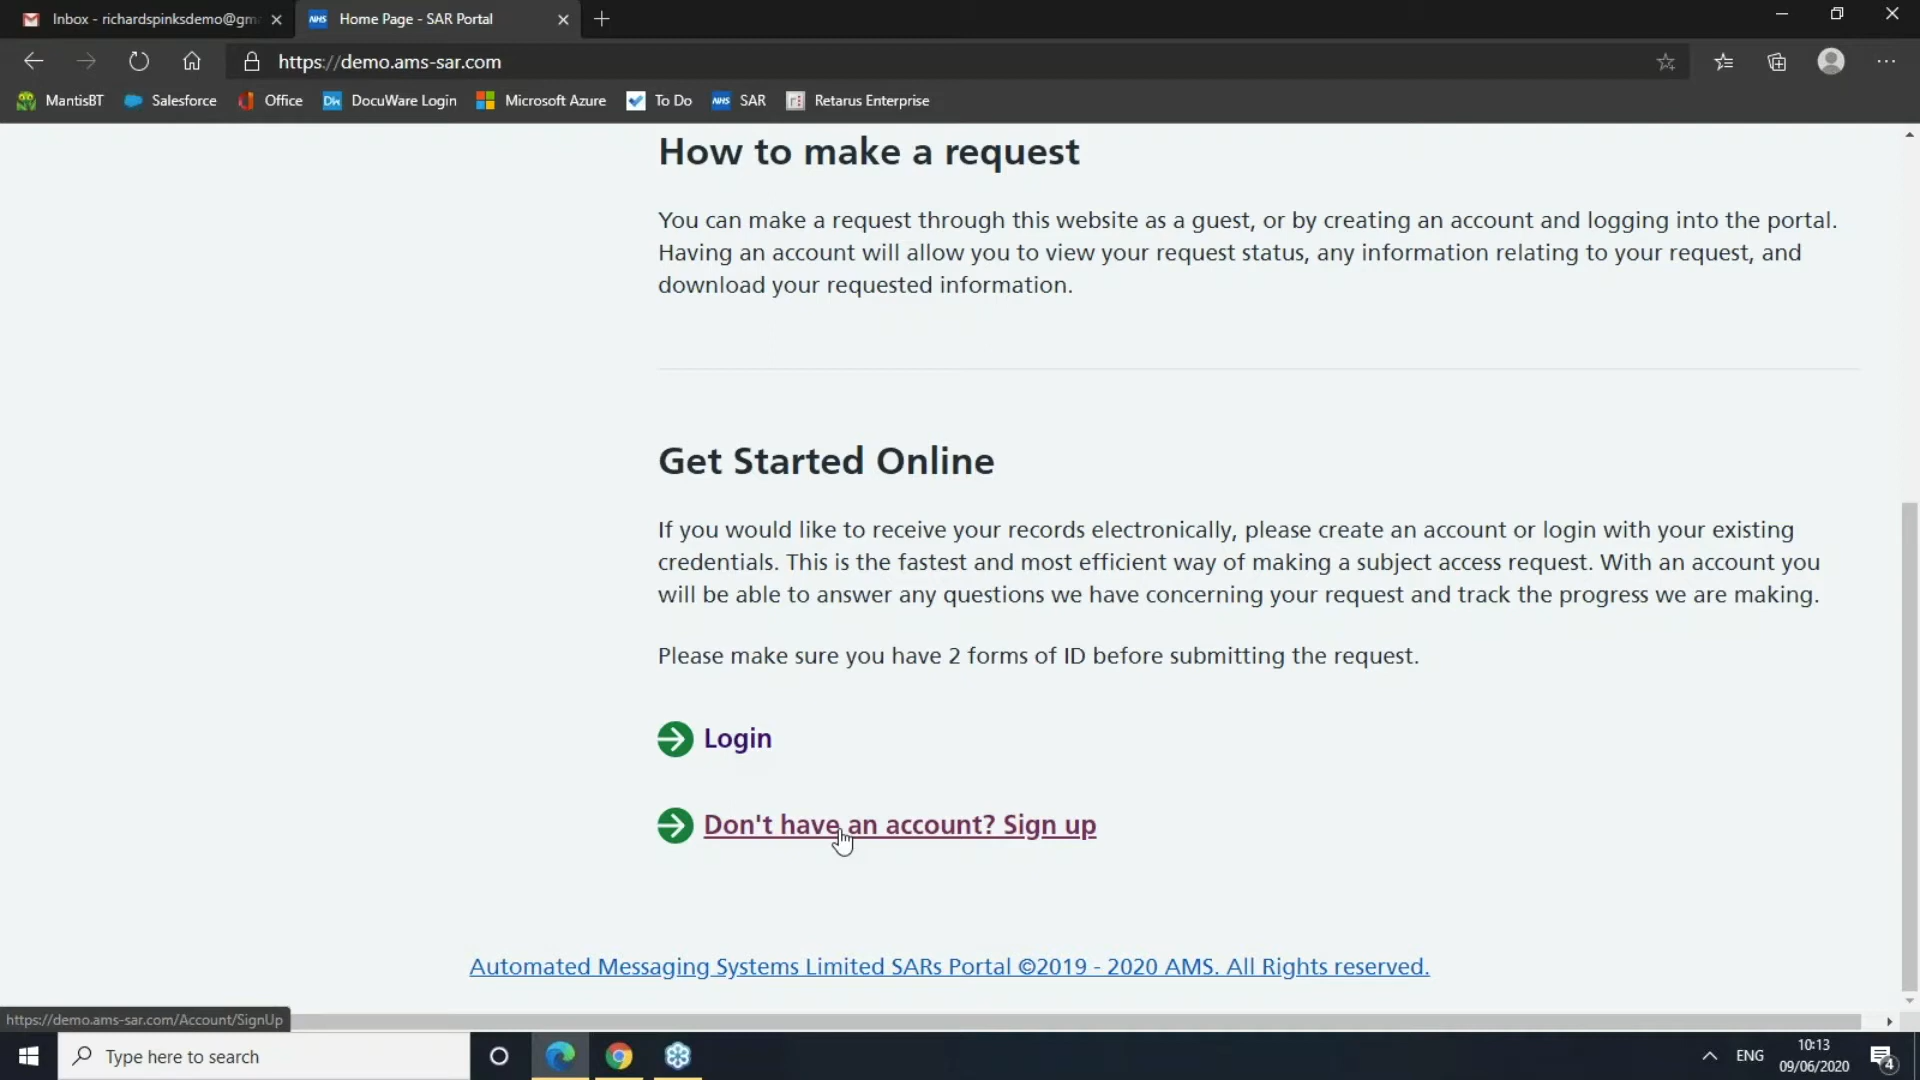 Inbox - richardspinksdemo@gm
Home Page - SAR Portal
https://demo.ams-sar.com
MantisBT
Salesforce
Office
DocuWare Login
Microsoft Azure
To Do
NHS SAR
Retarus Enterprise
How to make a request
You can make a request through this website as a guest, or by creating an account and logging into the portal.
Having an account will allow you to view your request status, any information relating to your request, and
download your requested information.
Get Started Online
If you would like to receive your records electronically, please create an account or login with your existing
credentials. This is the fastest and most efficient way of making a subject access request. With an account you
will be able to answer any questions we have concerning your request and track the progress we are making.
Please make sure you have 2 forms of ID before submitting the request.
Login
Don't have an account? Sign up
Automated Messaging Systems Limited SARs Portal ©2019 - 2020 AMS. All Rights reserved.
https://demo.ams-sar.com/Account/SignUp
Type here to search
ENG
10:13
09/06/2020
4